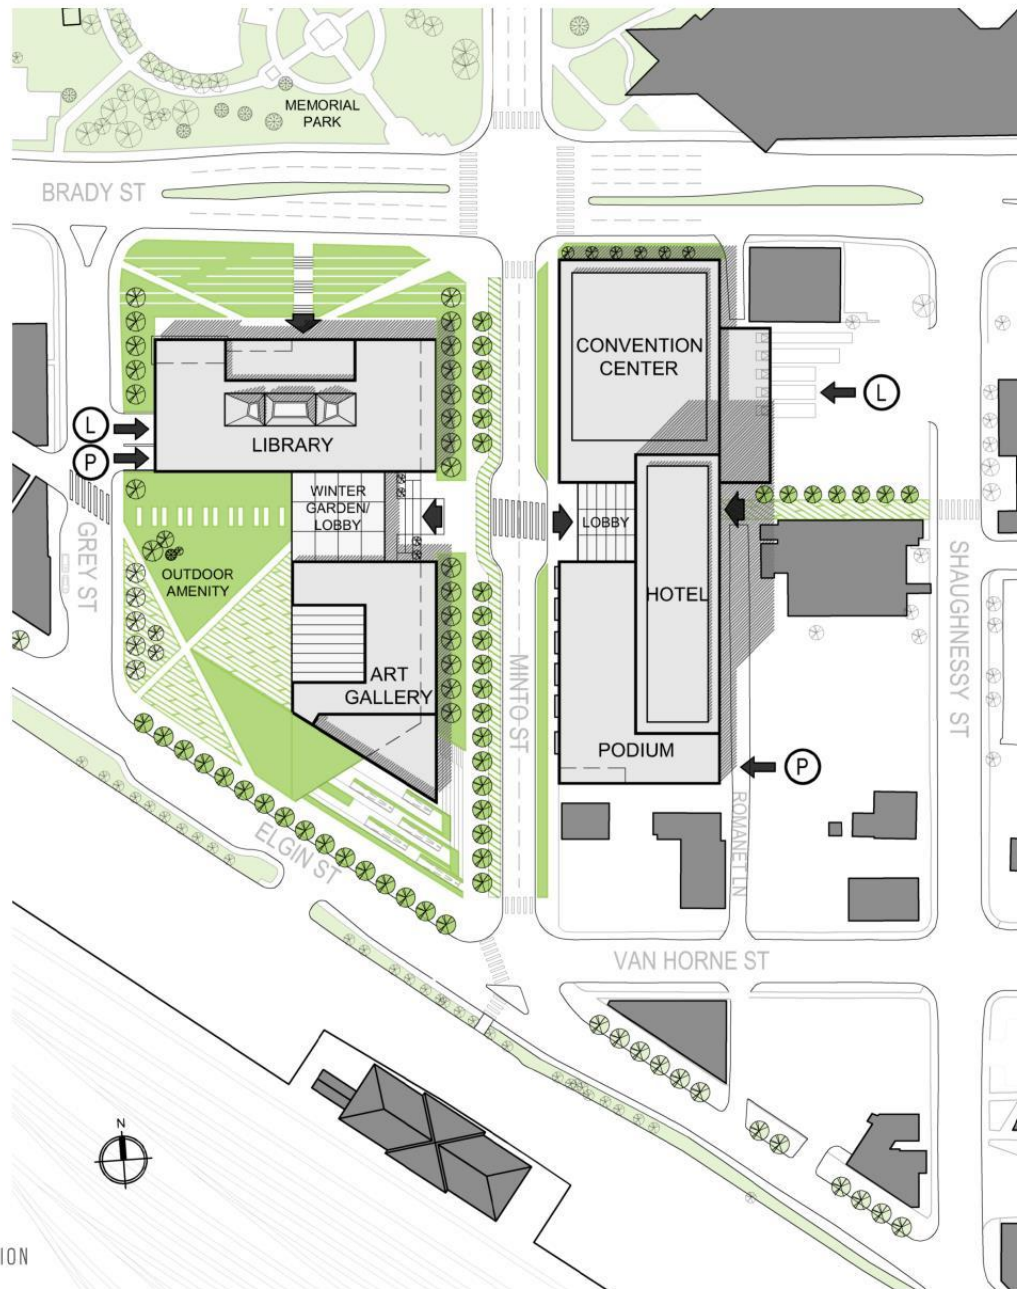 MEMORIAL
PARK
BRADY ST
CONVENTION
CENTER
L
L
P
LIBRARY
WINTER
GARDEN/
LOBBY
LOBBY
GREY ST
OUTDOOR
AMENITY
HOTEL
SHAUGHNESSY ST
MINTO ST
ART
GALLERY
PODIUM
P
ROMANET LN
ELGIN ST
VAN HORNE ST
N
ION